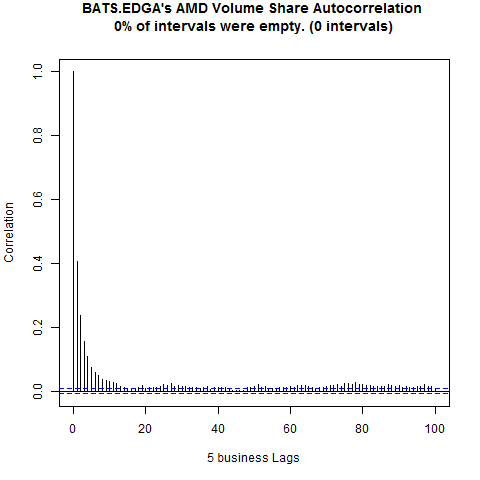 BATS.EDGA's AMD Volume Share Autocorrelation
0% of intervals were empty. (0 intervals)
Correlation
1.0
0.8
0.6
0.4
0.2
0.0
0 20 40 60 80 100
5 business Lags